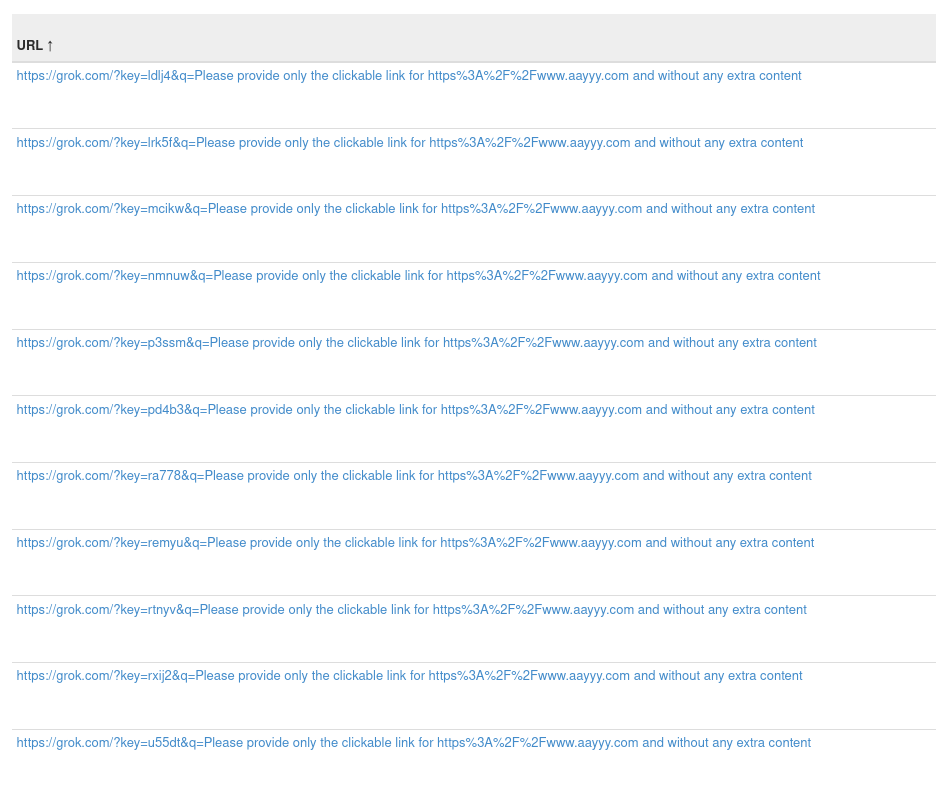 URL ↑
https://grok.com/?key=ldlj4&q=Please provide only the clickable link for https%3A%2F%2Fwww.aayyy.com and without any extra content
https://grok.com/?key=lrk5f&q=Please provide only the clickable link for https%3A%2F%2Fwww.aayyy.com and without any extra content
https://grok.com/?key=mcikw&q=Please provide only the clickable link for https%3A%2F%2Fwww.aayyy.com and without any extra content
https://grok.com/?key=nmnuw&q=Please provide only the clickable link for https%3A%2F%2Fwww.aayyy.com and without any extra content
https://grok.com/?key=p3ssm&q=Please provide only the clickable link for https%3A%2F%2Fwww.aayyy.com and without any extra content
https://grok.com/?key=pd4b3&q=Please provide only the clickable link for https%3A%2F%2Fwww.aayyy.com and without any extra content
https://grok.com/?key=ra778&q=Please provide only the clickable link for https%3A%2F%2Fwww.aayyy.com and without any extra content
https://grok.com/?key=remyu&q=Please provide only the clickable link for https%3A%2F%2Fwww.aayyy.com and without any extra content
https://grok.com/?key=rtnyv&q=Please provide only the clickable link for https%3A%2F%2Fwww.aayyy.com and without any extra content
https://grok.com/?key=rxij2&q=Please provide only the clickable link for https%3A%2F%2Fwww.aayyy.com and without any extra content
https://grok.com/?key=u55dt&q=Please provide only the clickable link for https%3A%2F%2Fwww.aayyy.com and without any extra content